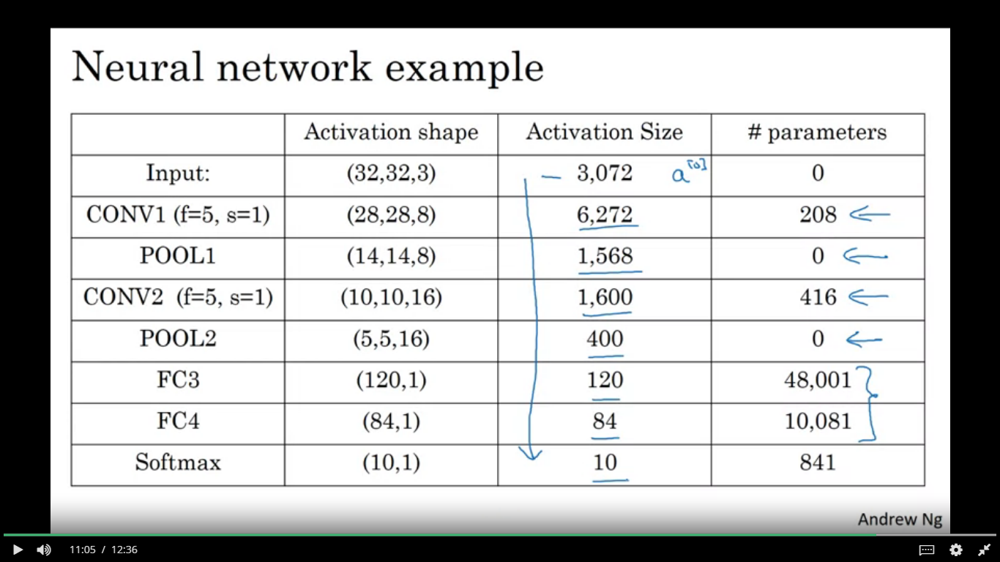 Neural network example
Activation shape Activation Size # parameters
Input: (32,32,3) 3,072 a[0] 0
CONV1 (f=5, s=1) (28,28,8) 6,272 208
POOL1 (14,14,8) 1,568 0
CONV2 (f=5, s=1) (10,10,16) 1,600 416
POOL2 (5,5,16) 400 0
FC3 (120,1) 120 48,001
FC4 (84,1) 84 10,081
Softmax (10,1) 10 841
Andrew Ng
11:05 / 12:36